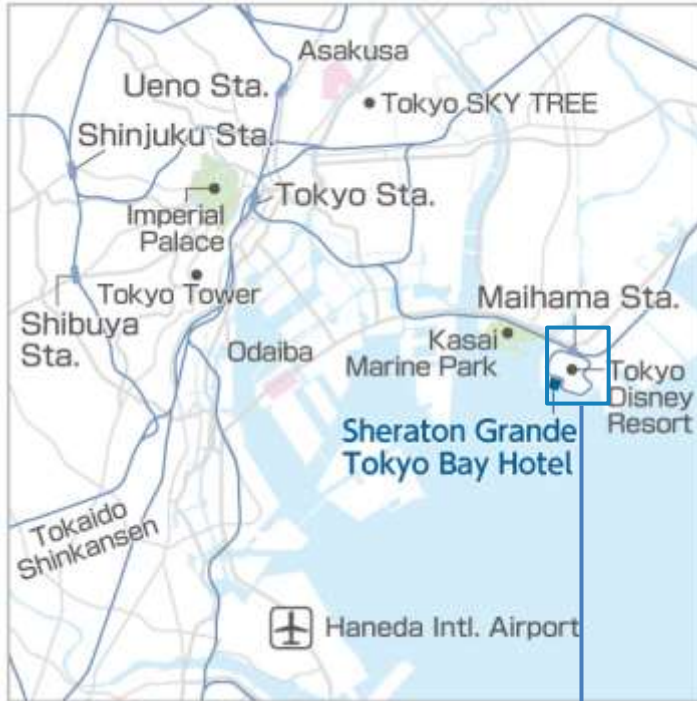 Asakusa
Ueno Sta.
Tokyo SKY TREE
Shinjuku Sta.
Tokyo Sta.
Imperial
Palace
Tokyo Tower
Maihama Sta.
Shibuya
Sta.
Odaiba
Kasai
Marine Park
Tokyo
Disney
Resort
Sheraton Grande
Tokyo Bay Hotel
Tokaido
Shinkansen
Haneda Intl. Airport